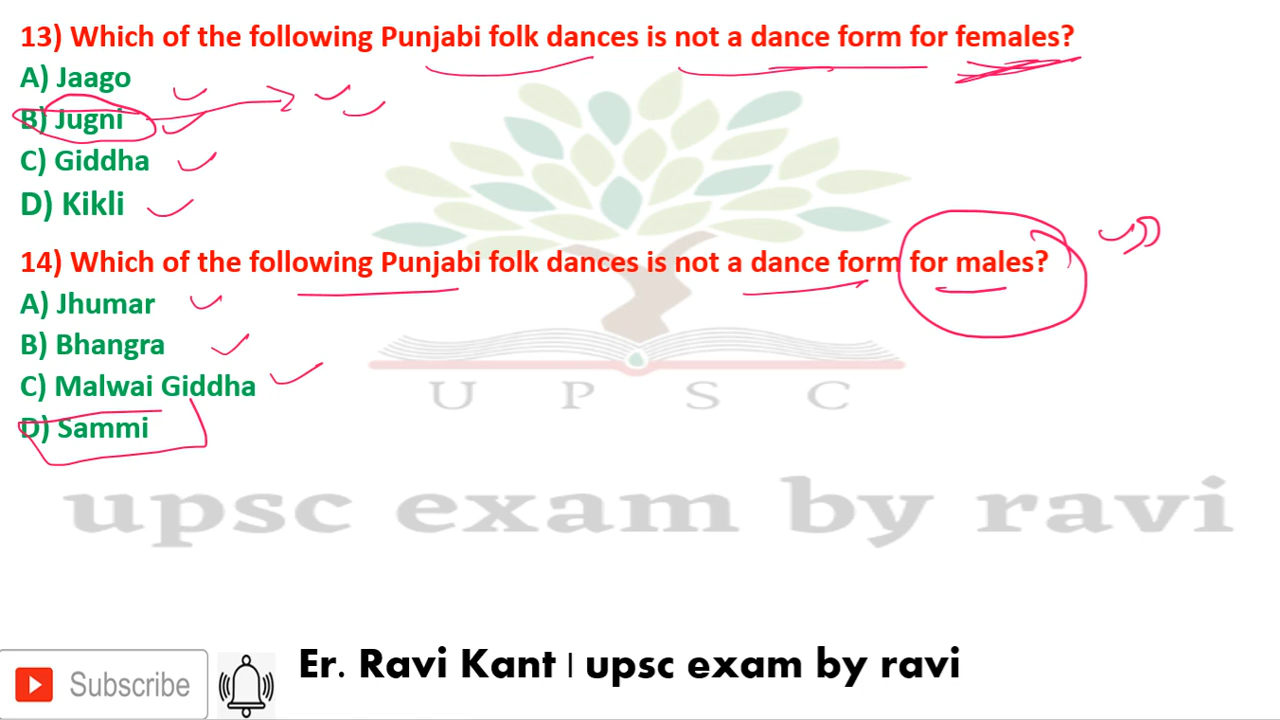 13) Which of the following Punjabi folk dances is not a dance form for females?
A) Jaago
B) Jugni
C) Giddha
D) Kikli
14) Which of the following Punjabi folk dances is not a dance form for males?
A) Jhumar
B) Bhangra
C) Malwai Giddha
D) Sammi
U P S C
upsc exam by ravi
Subscribe
Er. Ravi Kant | upsc exam by ravi